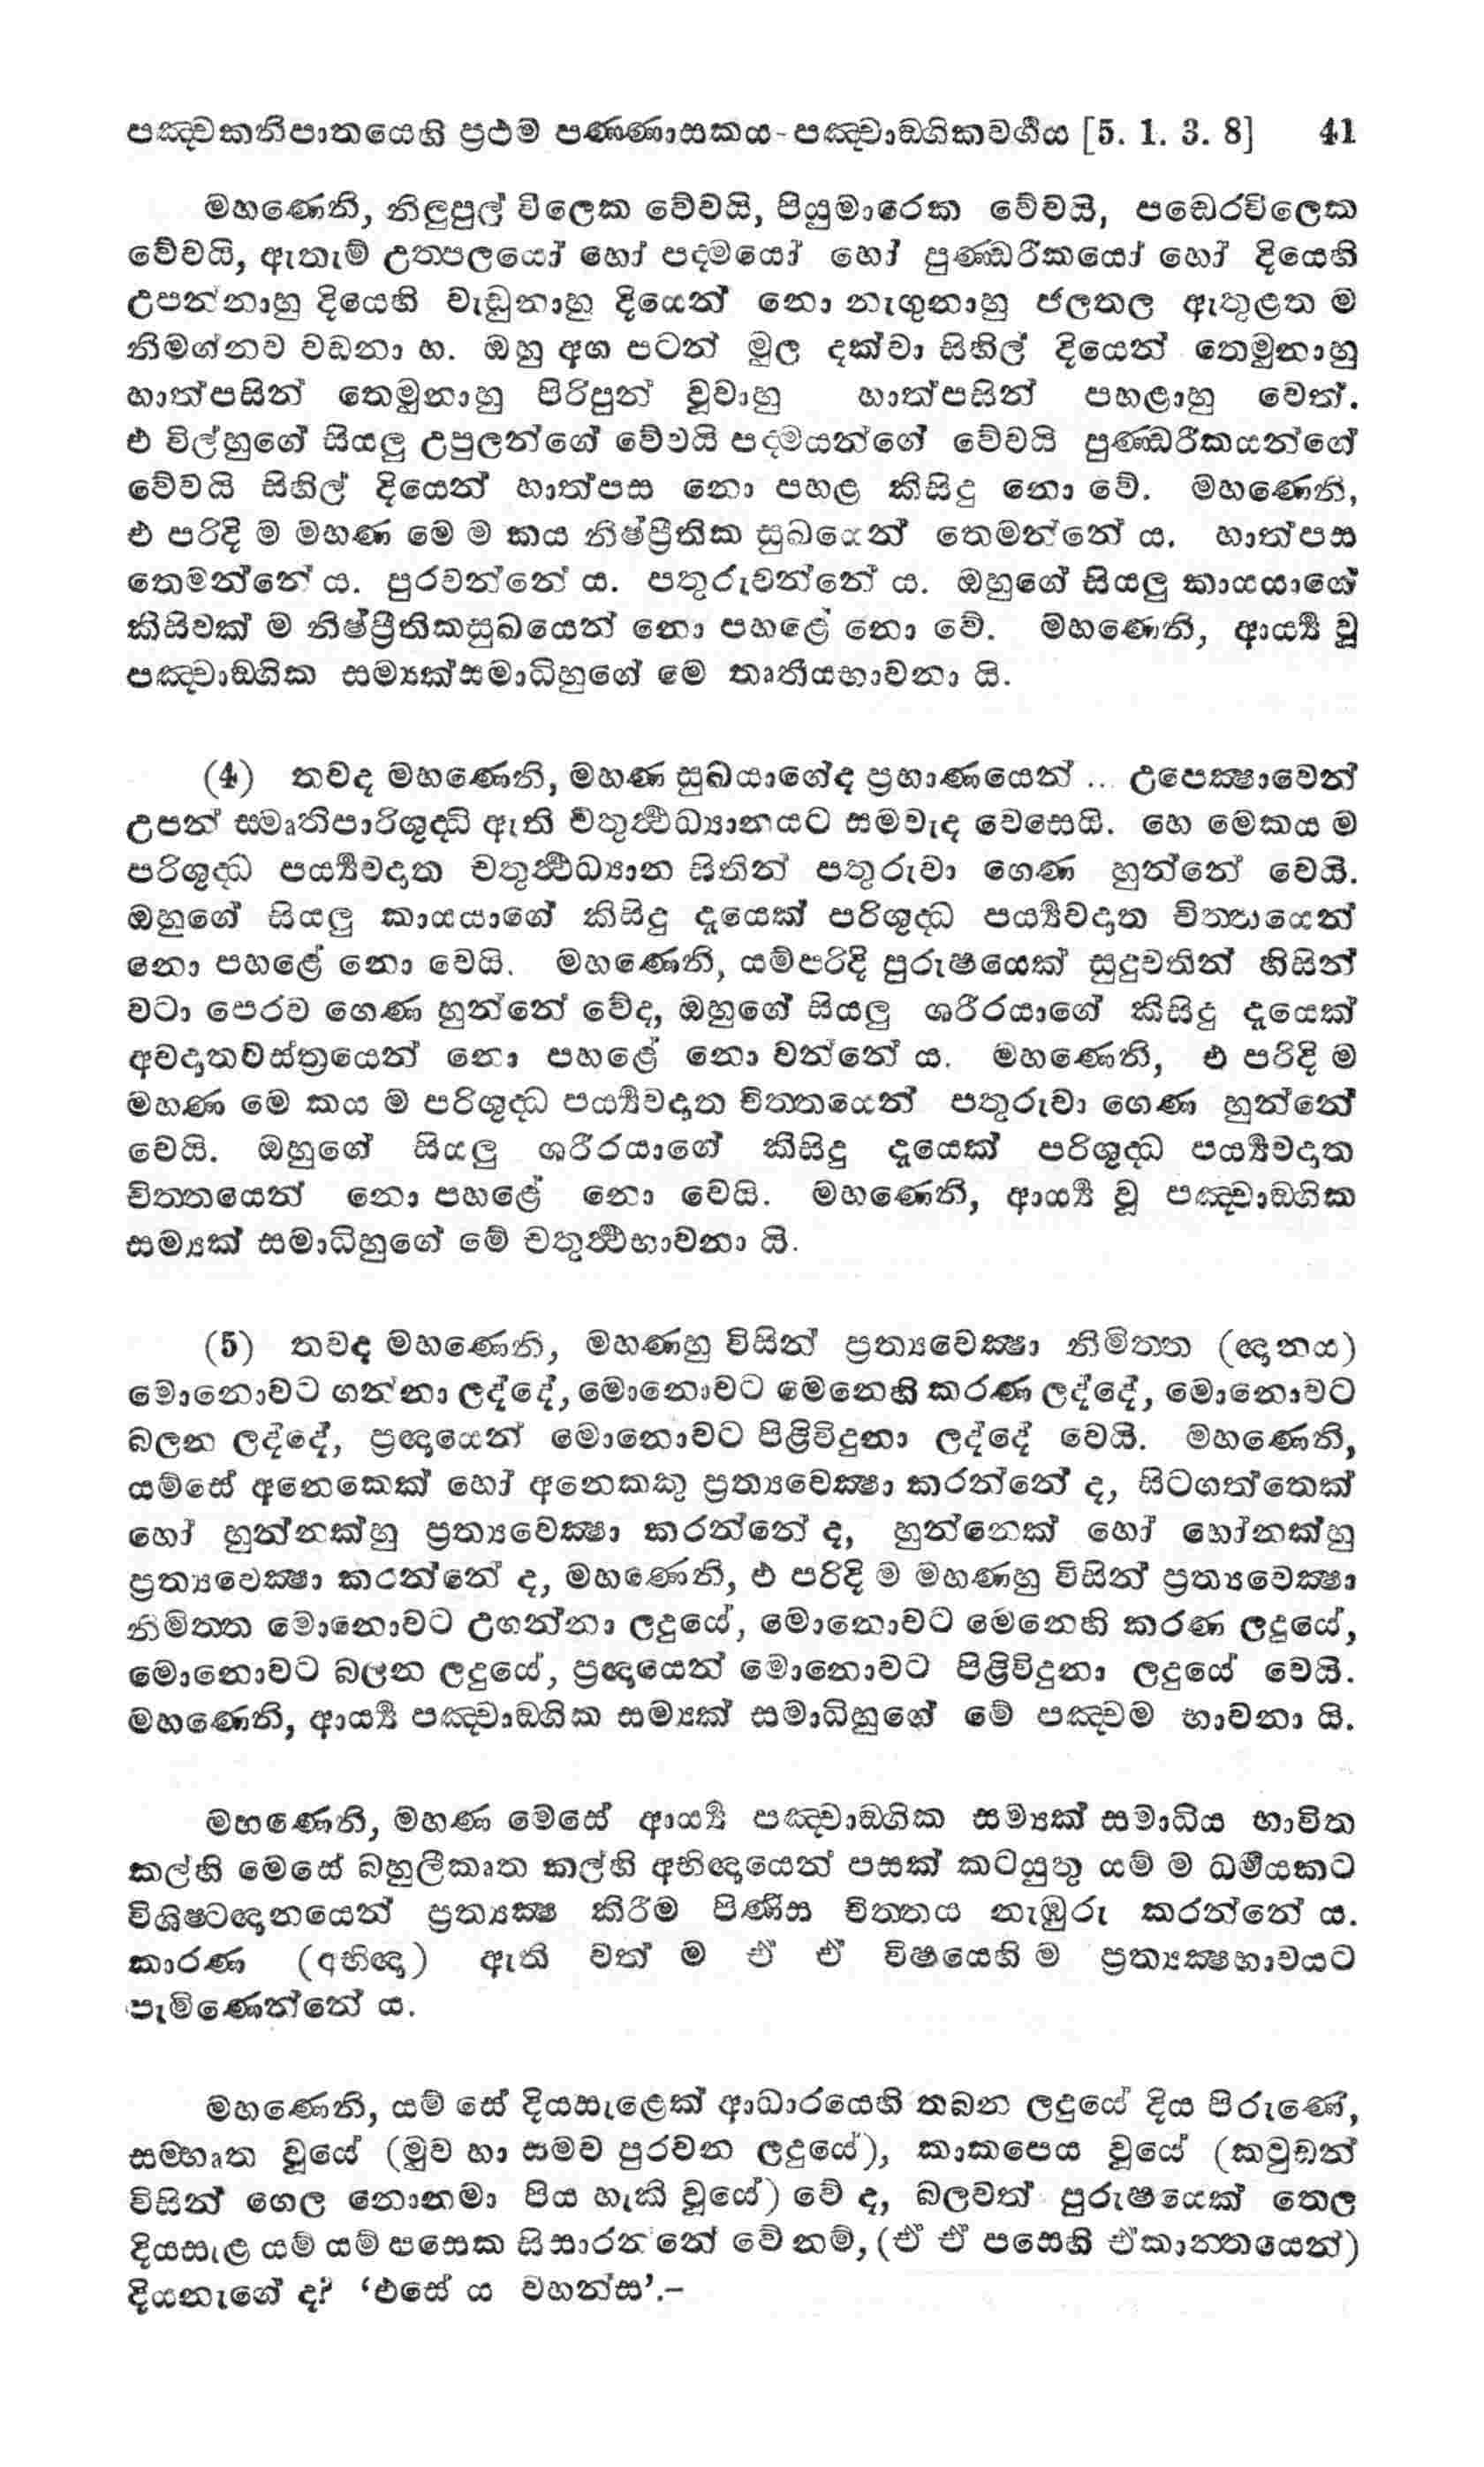 පඤ්චකනිපාතයෙහි ප්‍රථම පණ්ණාසකය-පඤ්චාඞ්ගිකවර්ගය [5. 1. 3. 8] 41
මහණෙනි, නිලුපුල් විලෙක වේවයි, පියුමාරෙක වේවයි, පඬෙරවිලෙක
වේවයි, ඇතැම් උත්පලයෝ හෝ පද්මයෝ හෝ පුණ්ඩරීකයෝ හෝ දියෙහි
උපන්නාහු දියෙහි වැඩුනාහු දියෙන් නො නැගුනාහු ජලතල ඇතුළත ම
නිමග්නව වඩනා හ. ඔහු අග පටන් මුල දක්වා සිහිල් දියෙන් තෙමුනාහු
හාත්පසින් තෙමුනාහු පිරිපුන් වූවාහු හාත්පසින් පහළාහු වෙත්.
එ විල්හුගේ සියලු උපුලන්ගේ වේවයි පද්මයන්ගේ වේවයි පුණ්ඩරීකයන්ගේ
වේවයි සිහිල් දියෙන් හාත්පස නො පහළ කිසිදු නො වේ. මහණෙනි,
එ පරිදි ම මහණ මෙ ම කය නිෂ්ප්‍රීතික සුඛයෙන් තෙමන්නේ ය. හාත්පස
තෙමන්නේ ය. පුරවන්නේ ය. පතුරුවන්නේ ය. ඔහුගේ සියලු කායයාගේ
කිසිවක් ම නිෂ්ප්‍රීතිකසුඛයෙන් නො පහළේ නො වේ. මහණෙනි, ආර්‍ය්‍ය වූ
පඤ්චාඞ්ගික සම්‍යක්සමාධිහුගේ මෙ තෘතීයභාවනා යි.
(4) තවද මහණෙනි, මහණ සුඛයාගේද ප්‍රහාණයෙන් ... උපෙක්‍ෂාවෙන්
උපන් ස්මෘතිපාරිශුද්ධි ඇති චතුර්‍ත්‍ථධ්‍යානයට සමවැද වෙසෙයි. හෙ මෙකය ම
පරිශුද්ධ පර්‍ය්‍යවදාත චතුර්‍ත්‍ථධ්‍යාන සිතින් පතුරුවා ගෙණ හුන්නේ වෙයි.
ඔහුගේ සියලු කායයාගේ කිසිදු දැයෙක් පරිශුද්ධ පර්‍ය්‍යවදාත චිත්තයෙන්
නො පහළේ නො වෙයි. මහණෙනි, යම්පරිදි පුරුෂයෙක් සුදුවතින් හිසින්
වටා පෙරව ගෙණ හුන්නේ වේද, ඔහුගේ සියලු ශරීරයාගේ කිසිදු දැයෙක්
අවදාතවස්ත්‍රයෙන් නො පහළේ නො වන්නේ ය. මහණෙනි, එ පරිදි ම
මහණ මෙ කය ම පරිශුද්ධ පර්‍ය්‍යවදාත චිත්තයෙන් පතුරුවා ගෙණ හුන්නේ
වෙයි. ඔහුගේ සියලු ශරීරයාගේ කිසිදු දැයෙක් පරිශුද්ධ පර්‍ය්‍යවදාත
චිත්තයෙන් නො පහළේ නො වෙයි. මහණෙනි, ආර්‍ය්‍ය වූ පඤ්චාඞ්ගික
සම්‍යක් සමාධිහුගේ මේ චතුර්‍ත්‍ථභාවනා යි.
(5) තවද මහණෙනි, මහණහු විසින් ප්‍රත්‍යවෙක්‍ෂා නිමිත්ත (ඥානය)
මොනොවට ගන්නා ලද්දේ, මොනොවට මෙනෙහි කරණ ලද්දේ, මොනොවට
බලන ලද්දේ, ප්‍රඥායෙන් මොනොවට පිළිවිදුනා ලද්දේ වෙයි. මහණෙනි,
යම්සේ අනෙකෙක් හෝ අනෙකකු ප්‍රත්‍යවෙක්‍ෂා කරන්නේ ද, සිටගත්තෙක්
හෝ හුන්නක්හු ප්‍රත්‍යවෙක්‍ෂා කරන්නේ ද, හුන්නෙක් හෝ හෝනක්හු
ප්‍රත්‍යවෙක්‍ෂා කරන්නේ ද, මහණෙනි, එ පරිදි ම මහණහු විසින් ප්‍රත්‍යවෙක්‍ෂා
නිමිත්ත මොනොවට උගන්නා ලදුයේ, මොනොවට මෙනෙහි කරණ ලදුයේ,
මොනොවට බලන ලදුයේ, ප්‍රඥායෙන් මොනොවට පිළිවිදුනා ලදුයේ වෙයි.
මහණෙනි, ආර්‍ය්‍ය පඤ්චාඞ්ගික සම්‍යක් සමාධිහුගේ මේ පඤ්චම භාවනා යි.
මහණෙනි, මහණ මෙසේ ආර්‍ය්‍ය පඤ්චාඞ්ගික සම්‍යක් සමාධිය භාවිත
කල්හි මෙසේ බහුලීකෘත කල්හි අභිඥායෙන් පසක් කටයුතු යම් ම ධර්මයකට
විශිෂ්ටඥානයෙන් ප්‍රත්‍යක්‍ෂ කිරීම පිණිස චිත්තය නැඹුරු කරන්නේ ය.
කාරණ (අභිඥා) ඇති වත් ම ඒ ඒ විෂයෙහි ම ප්‍රත්‍යක්‍ෂභාවයට
පැමිණෙන්නේ ය.
මහණෙනි, යම් සේ දියසැළෙක් ආධාරයෙහි තබන ලදුයේ දිය පිරුණේ,
සම්භෘත වූයේ (මුව හා සමව පුරවන ලදුයේ), කාකපෙය වූයේ (කවුඩන්
විසින් ගෙල නොනමා පිය හැකි වූයේ) වේ ද, බලවත් පුරුෂයෙක් තෙල
දියසැළ යම් යම් පසෙක සිසාරන්නේ වේ නම්, (ඒ ඒ පසෙහි ඒකාන්තයෙන්)
දියනැගේ ද? ‘එසේ ය වහන්ස’.–